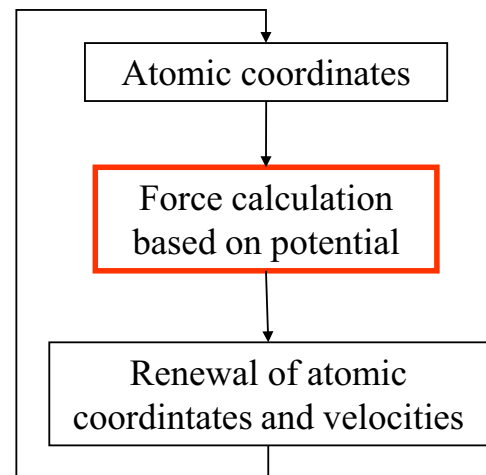 Atomic coordinates
Force calculation
based on potential
Renewal of atomic
coordintates and velocities